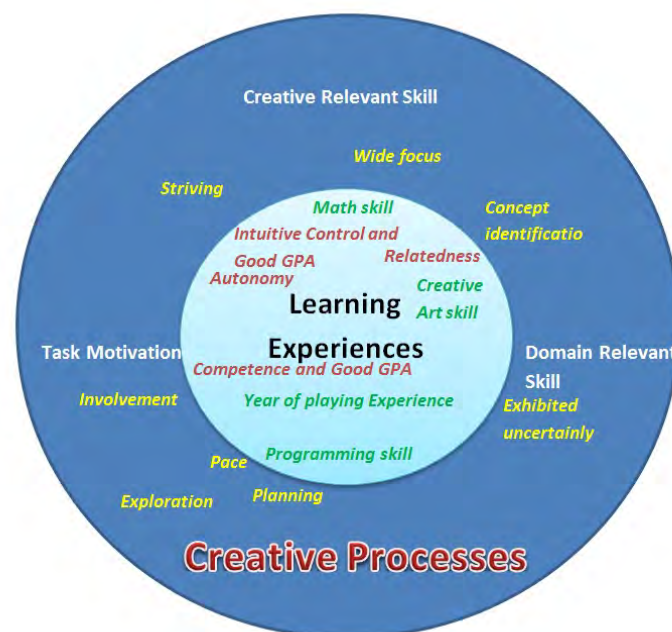 Creative Relevant Skill
Wide focus
Striving
Math skill
Concept
identificatio
Intuitive Control and
Good GPA
Relatedness
Autonomy
Creative
Art skill
Learning
Experiences
Task Motivation
Domain Relevant
Skill
Competence and Good GPA
Involvement
Year of playing Experience
Exhibited
uncertainly
Programming skill
Pace
Planning
Exploration
Creative Processes